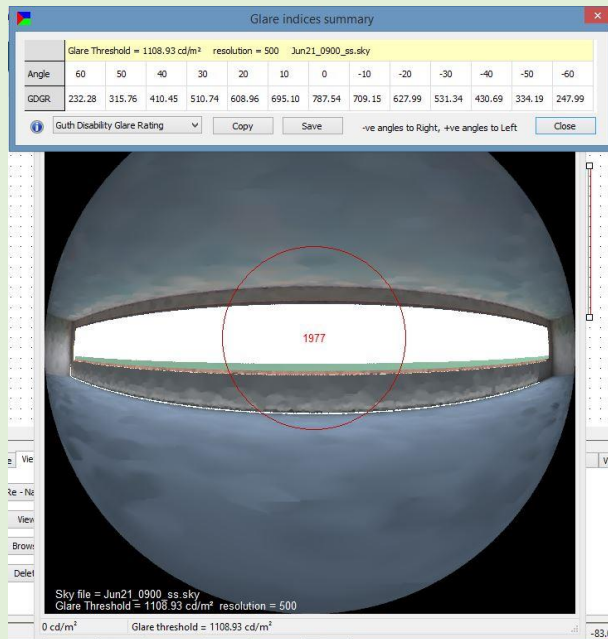 Glare indices summary
Glare Threshold = 1108.93 cd/m² resolution = 500 Jun21_0900_ss.sky
Angle 60 50 40 30 20 10 0 -10 -20 -30 -40 -50 -60
GDGR 232.28 315.76 410.45 510.74 608.96 695.10 787.54 709.15 627.99 531.34 430.69 334.19 247.99
Guth Disability Glare Rating Copy Save -ve angles to Right, +ve angles to Left Close
1977
Vie
Re - Na
View
Brows
Delet
Sky file = Jun21_0900_ss.sky
Glare Threshold = 1108.93 cd/m² resolution = 500
0 cd/m² Glare threshold = 1108.93 cd/m²